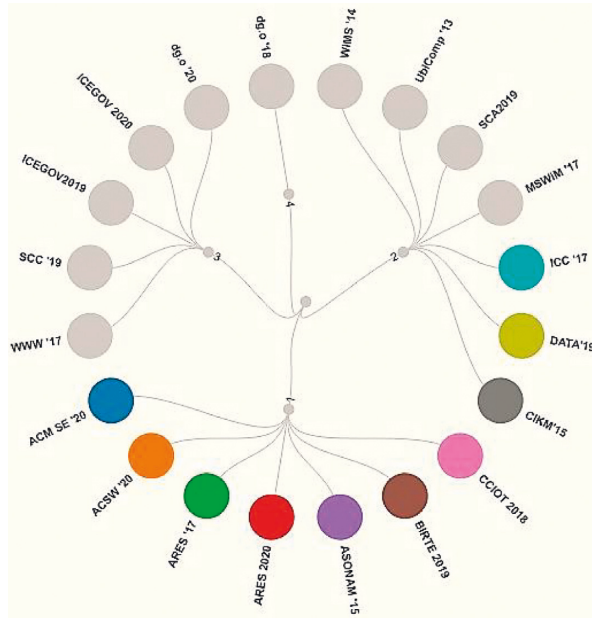 dg.o '18
WIMS '14
UbiComp '13
SCA2019
MSWiM '17
ICC '17
DATA'19
CIKM'15
CCIOT 2018
BIRTE 2019
ASONAM '15
ARES 2020
ARES '17
ACSW '20
ACM SE '20
WWW '17
SCC '19
ICEGOV2019
ICEGOV 2020
dg.o '20
4
3
2
1